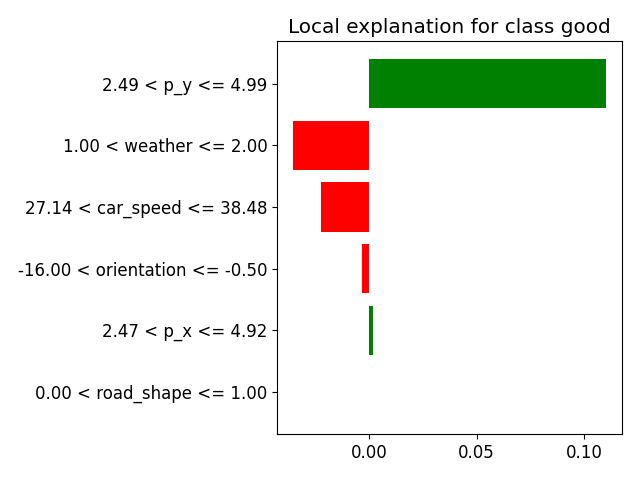 Local explanation for class good
2.49 < p_y <= 4.99
1.00 < weather <= 2.00
27.14 < car_speed <= 38.48
-16.00 < orientation <= -0.50
2.47 < p_x <= 4.92
0.00 < road_shape <= 1.00
0.00 0.05 0.10